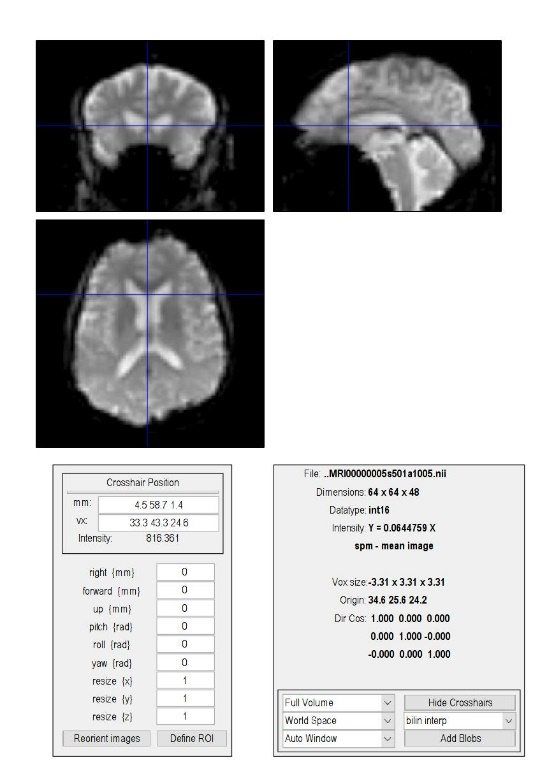 Crosshair Position
mm: 4.5 58.7 1.4
vx: 33.3 43.3 24.6
Intensity: 816.361
right {mm} 0
forward {mm} 0
up {mm} 0
pitch {rad} 0
roll {rad} 0
yaw {rad} 0
resize {x} 1
resize {y} 1
resize {z} 1
Reorient images Define ROI
File: ..MRI00000005s501a1005.nii
Dimensions: 64 x 64 x 48
Datatype: int16
Intensity: Y = 0.0644759 X
spm - mean image
Vox size: -3.31 x 3.31 x 3.31
Origin: 34.6 25.6 24.2
Dir Cos: 1.000 0.000 0.000
0.000 1.000 -0.000
-0.000 0.000 1.000
Full Volume Hide Crosshairs
World Space bilin interp
Auto Window Add Blobs